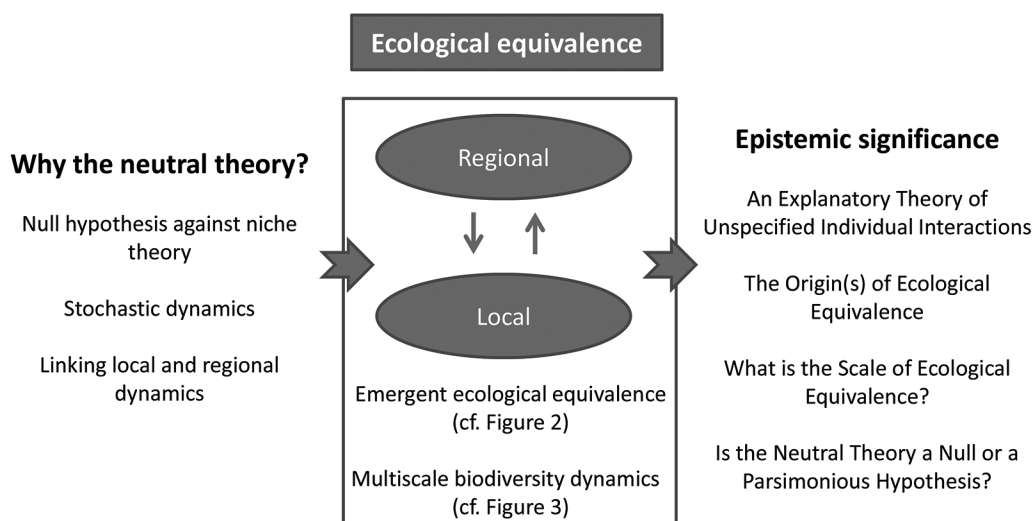 Ecological equivalence
Why the neutral theory?
Null hypothesis against niche
theory
Stochastic dynamics
Linking local and regional
dynamics
Regional
Local
Emergent ecological equivalence
(cf. Figure 2)
Multiscale biodiversity dynamics
(cf. Figure 3)
Epistemic significance
An Explanatory Theory of
Unspecified Individual Interactions
The Origin(s) of Ecological
Equivalence
What is the Scale of Ecological
Equivalence?
Is the Neutral Theory a Null or a
Parsimonious Hypothesis?